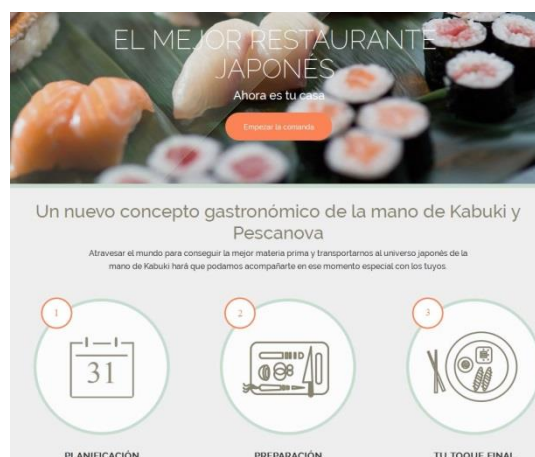 EL MEJOR RESTAURANTE
JAPONÉS
Ahora es tu casa
Empezar la comanda
Un nuevo concepto gastronómico de la mano de Kabuki y
Pescanova
Atravesar el mundo para conseguir la mejor materia prima y transportarnos al universo japonés de la
mano de Kabuki hará que podamos acompañarte en ese momento especial con los tuyos
1
2
3
31
PLANIFICACIÓN
PREPARACIÓN
TU TOQUE FINAL